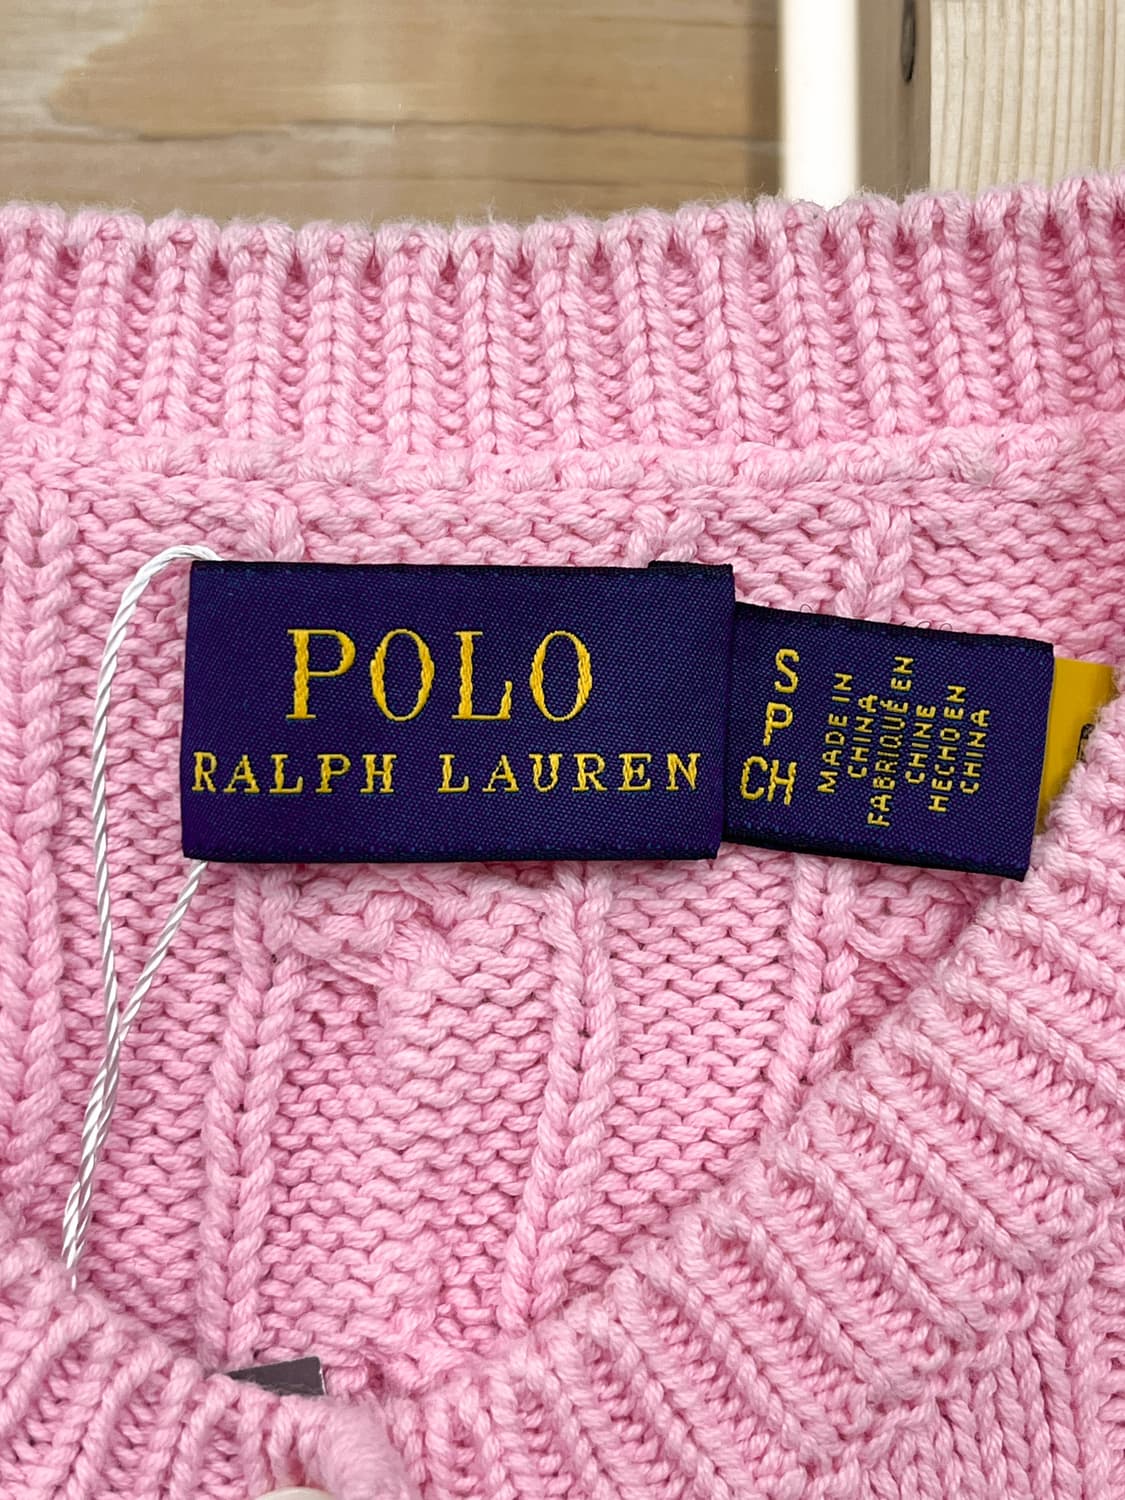 POLO
RALPH LAUREN
S
P
CH
MADE IN
CHINA
FABRIQUÉ EN
CHINE
HECHO EN
CHINA